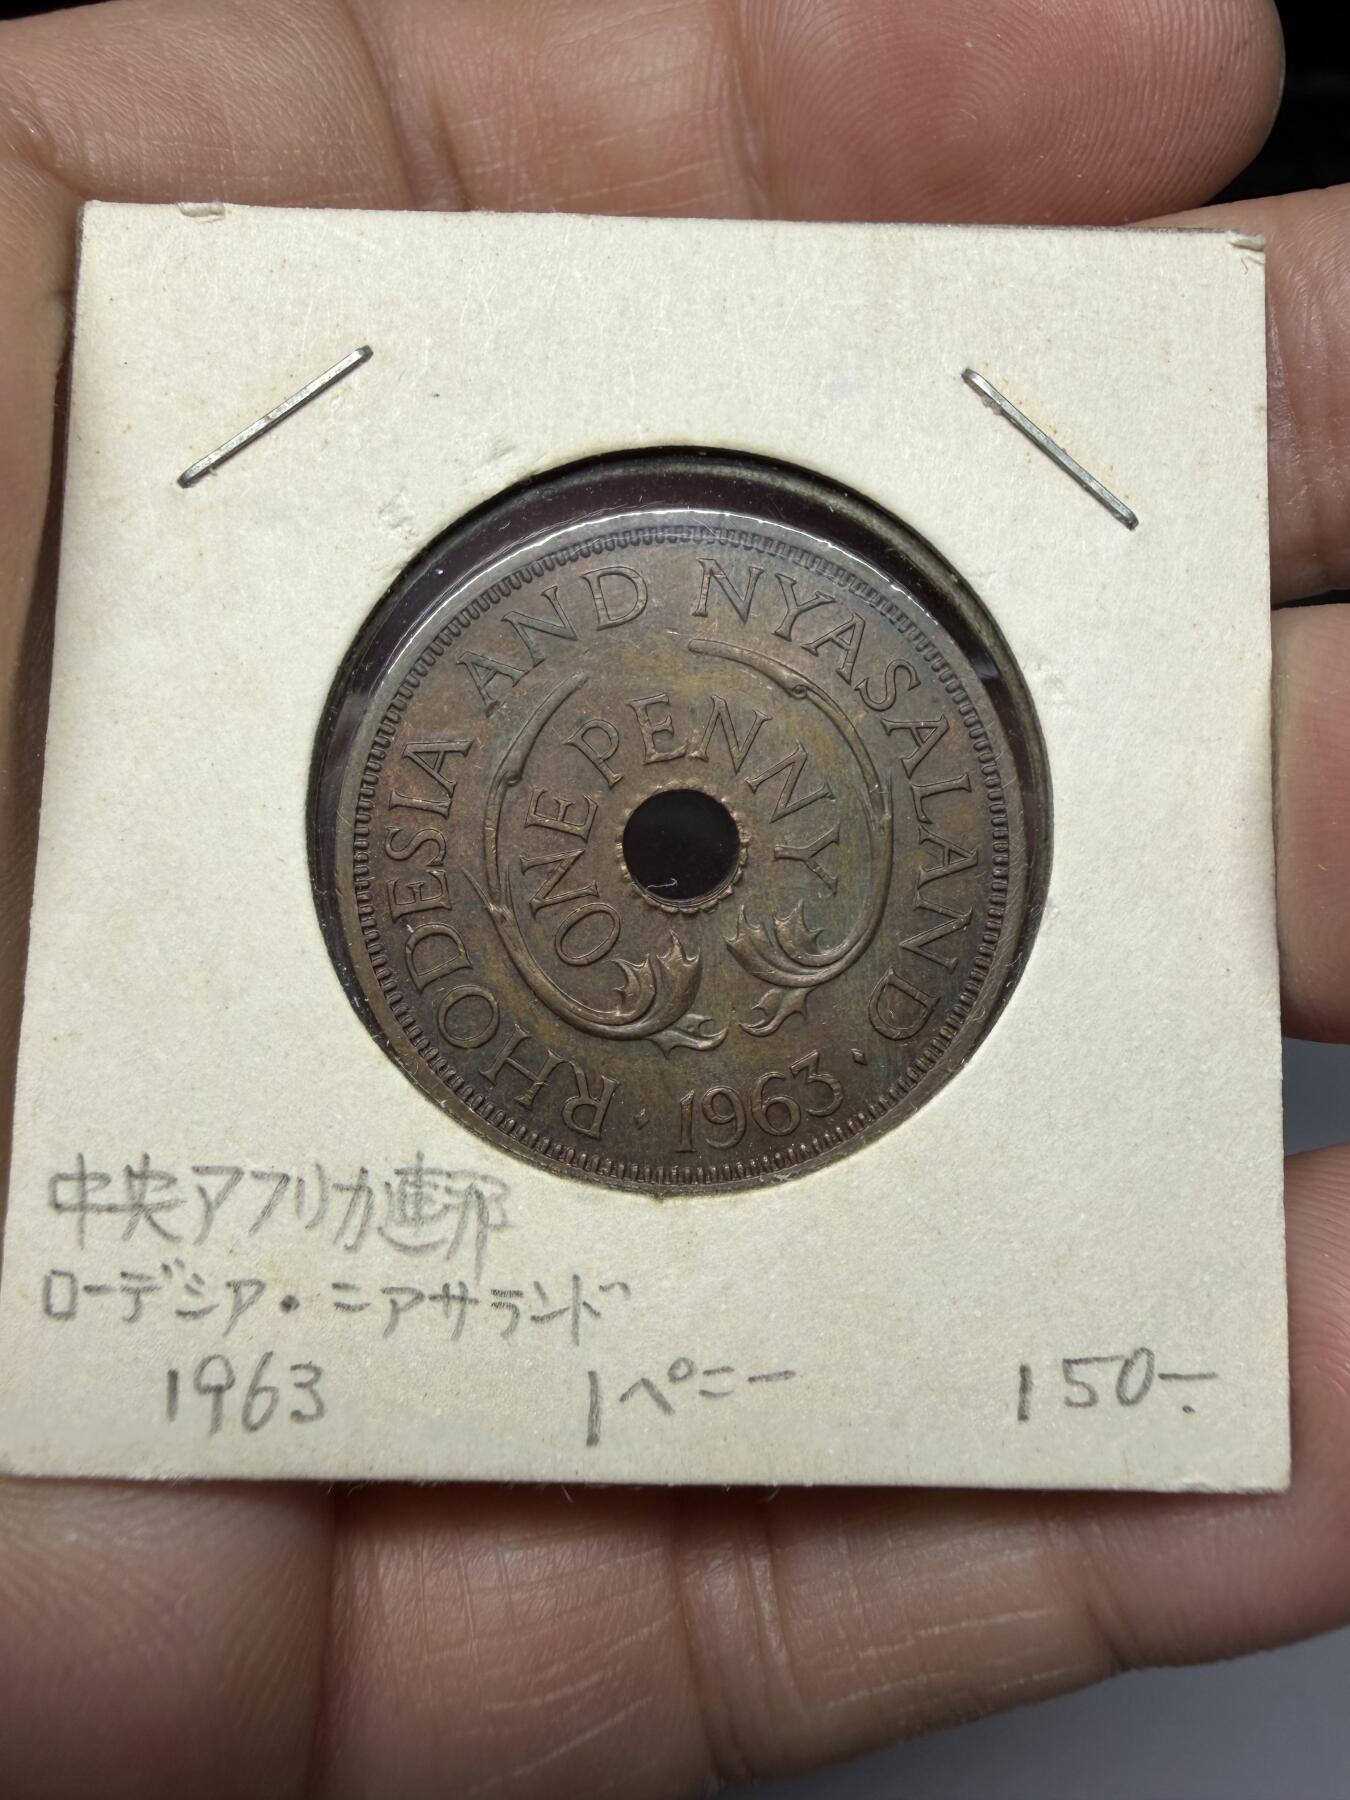 RHODESIA AND NYASALAND
ONE PENNY
· 1963 ·
中央アフリカ連邦
ローデシア・ニアサランド
1963 1ペニー 150-